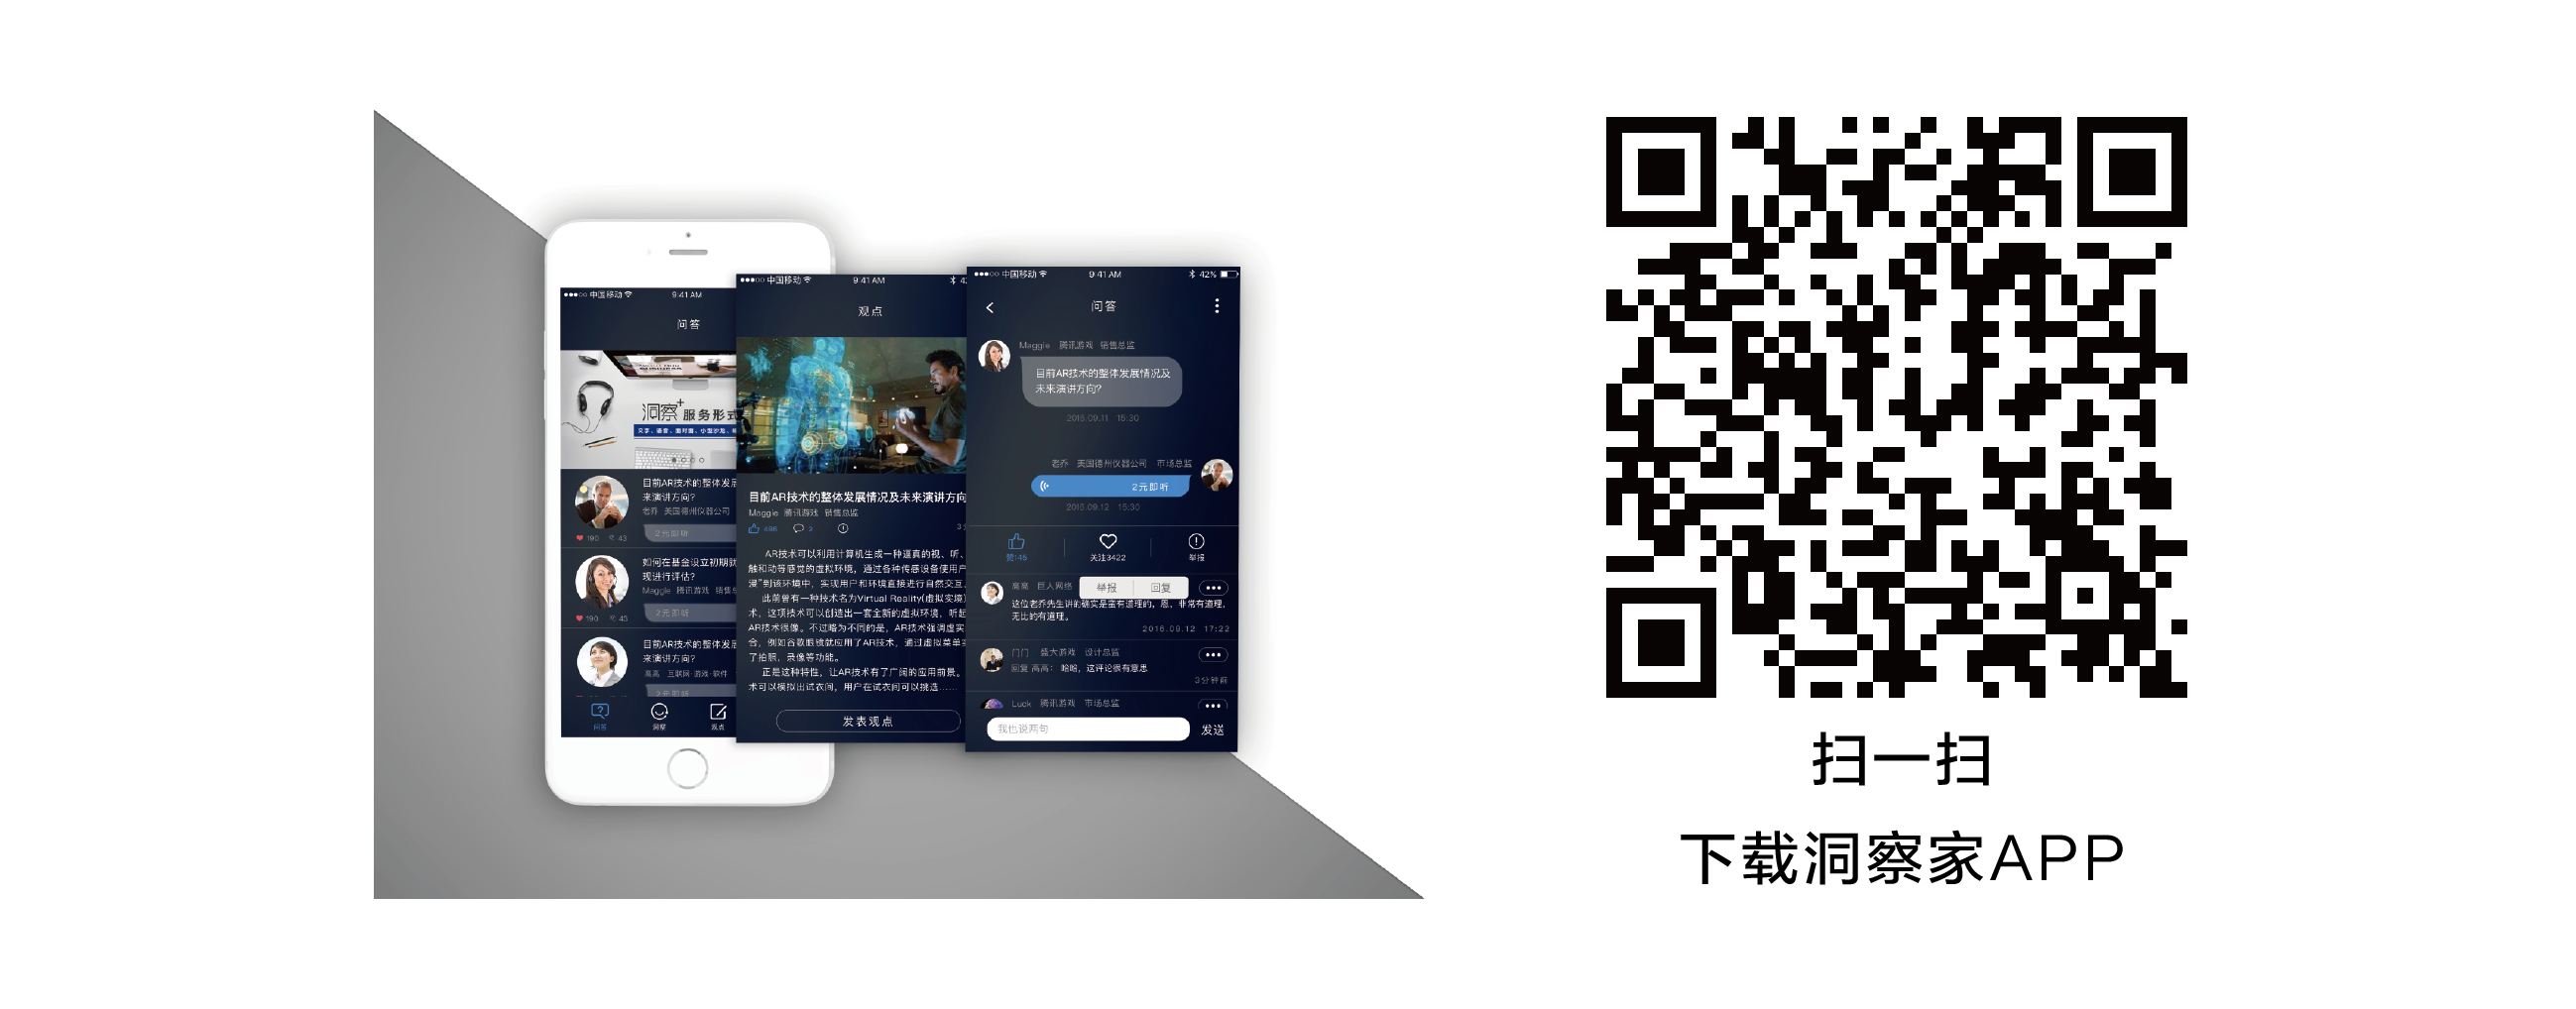 中国移动
9:41 AM
问答
洞察+
服务形式
文字、语音、面对面、小型沙龙、
目前AR技术的整体发展
来演讲方向?
老乔 美国德州仪器公司
2元即听
190 43
如何在基金设立初期就
现进行评估?
Maggie 腾讯游戏 销售总
2元即听
190 43
目前AR技术的整体发展
来演讲方向?
高高 互联网·游戏·软件
2元即听
问答 洞察 观点
中国移动
9:41 AM
观点
目前AR技术的整体发展情况及未来演讲方向
Maggie 腾讯游戏 销售总监
AR技术可以利用计算机生成一种逼真的视、听、
触和动等感觉的虚拟环境,通过各种传感设备使用户
漫”到该环境中,实现用户和环境直接进行自然交互。
此前曾有一种技术名为Virtual Reality(虚拟实境)
术,这项技术可以创造出一套全新的虚拟环境,听起
AR技术很像。不过略为不同的是,AR技术强调虚实
合,例如谷歌眼镜就应用了AR技术,通过虚拟菜单
了拍照,录像等功能。
正是这种特性,让AR技术有了广阔的应用前景。
术可以模拟出试衣间,用户在试衣间可以挑选……
发表观点
中国移动
9:41 AM
42%
问答
Maggie 腾讯游戏 销售总监
目前AR技术的整体发展情况及
未来演讲方向?
2016.09.11 15:30
老乔 美国德州仪器公司 市场总监
2元即听
2016.09.12 15:30
赞145 关注3422 举报
高高 巨人网络
举报 回复
这位老乔先生讲的确实是蛮有道理的,恩,非常有道理,
无比的有道理。
2016.09.12 17:22
门门 盛大游戏 设计总监
回复 高高: 哈哈,这评论很有意思
3分钟前
Luck 腾讯游戏 市场总监
我也说两句
发送
扫一扫
下载洞察家APP